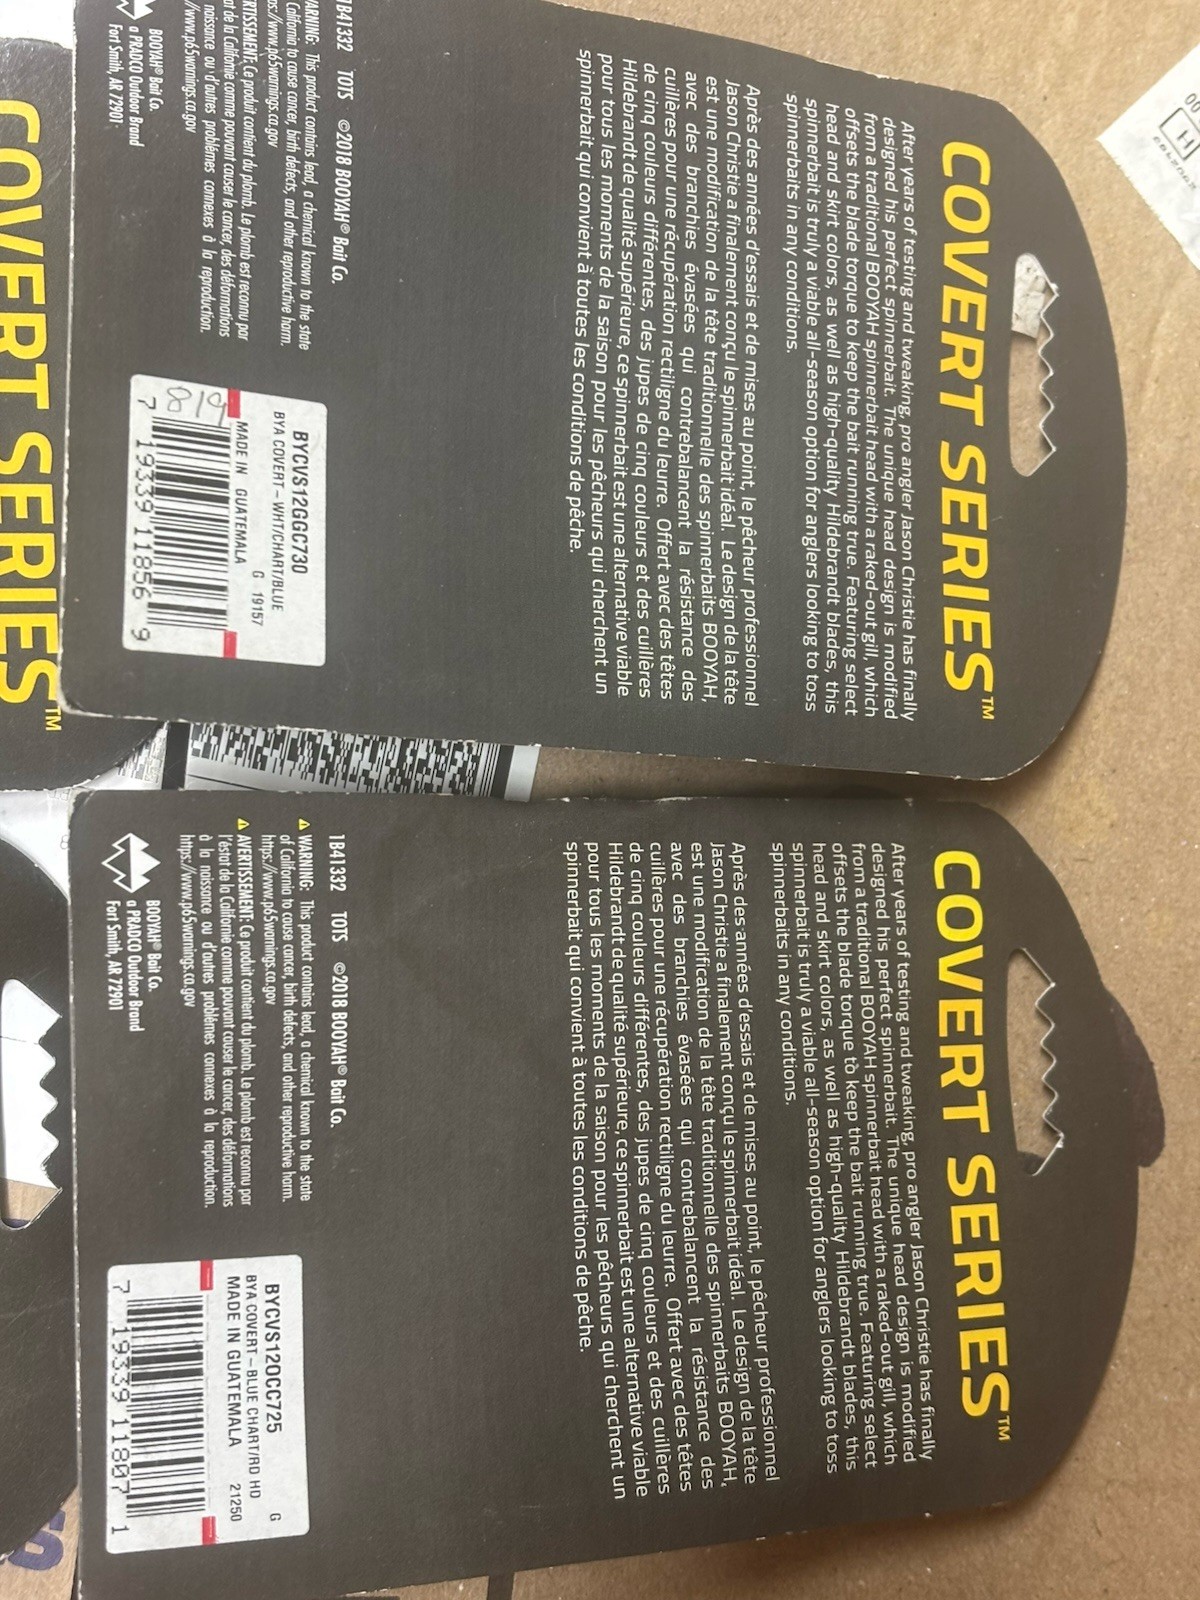 COVERT SERIES™
After years of testing and tweaking, pro angler Jason Christie has finally
designed his perfect spinnerbait. The unique head design is modified
from a traditional BOOYAH spinnerbait head with a raked-out gill, which
offsets the blade torque to keep the bait running true. Featuring select
head and skirt colors, as well as high-quality Hildebrandt blades, this
spinnerbait is truly a viable all-season option for anglers looking to toss
spinnerbaits in any conditions.
Après des années d'essais et de mises au point, le pêcheur professionnel
Jason Christie a finalement conçu le spinnerbait idéal. Le design de la tête
est une modification de la tête traditionnelle des spinnerbaits BOOYAH,
avec des branchies évasées qui contrebalancent la résistance des
cuillères pour une récupération rectiligne du leurre. Offert avec des têtes
de cinq couleurs différentes, des jupes de cinq couleurs et des cuillères
Hildebrandt de qualité supérieure, ce spinnerbait est une alternative viable
pour tous les moments de la saison pour les pêcheurs qui cherchent un
spinnerbait qui convient à toutes les conditions de pêche.
1B41332 TOTS ©2018 BOOYAH® Bait Co.
ARNING: This product contains lead, a chemical known to the state
California to cause cancer, birth defects, and other reproductive harm.
ps://www.p65warnings.ca.gov
RTISSEMENT: Ce produit contient du plomb. Le plomb est reconnu par
at de la Californie comme pouvant causer le cancer, des déformations
naissance ou d'autres problèmes connexes à la reproduction.
//www.p65warnings.ca.gov
BOOYAH® Bait Co.
a PRADCO Outdoor Brand
Fort Smith, AR 72901
BYCVS12GGC730
BYA COVERT-WHT/CHART/BLUE
G 19157
MADE IN GUATEMALA
819
7 19339 11856 9
COVERT SERIES™
After years of testing and tweaking, pro angler Jason Christie has finally
designed his perfect spinnerbait. The unique head design is modified
from a traditional BOOYAH spinnerbait head with a raked-out gill, which
offsets the blade torque to keep the bait running true. Featuring select
head and skirt colors, as well as high-quality Hildebrandt blades, this
spinnerbait is truly a viable all-season option for anglers looking to toss
spinnerbaits in any conditions.
Après des années d'essais et de mises au point, le pêcheur professionnel
Jason Christie a finalement conçu le spinnerbait idéal. Le design de la tête
est une modification de la tête traditionnelle des spinnerbaits BOOYAH,
avec des branchies évasées qui contrebalancent la résistance des
cuillères pour une récupération rectiligne du leurre. Offert avec des têtes
de cinq couleurs différentes, des jupes de cinq couleurs et des cuillères
Hildebrandt de qualité supérieure, ce spinnerbait est une alternative viable
pour tous les moments de la saison pour les pêcheurs qui cherchent un
spinnerbait qui convient à toutes les conditions de pêche.
1B41332 TOTS ©2018 BOOYAH® Bait Co.
⚠ WARNING: This product contains lead, a chemical known to the state
of California to cause cancer, birth defects, and other reproductive harm.
https://www.p65warnings.ca.gov
⚠ AVERTISSEMENT: Ce produit contient du plomb. Le plomb est reconnu par
l'état de la Californie comme pouvant causer le cancer, des déformations
à la naissance ou d'autres problèmes connexes à la reproduction.
https://www.p65warnings.ca.gov
BOOYAH® Bait Co.
a PRADCO Outdoor Brand
Fort Smith, AR 72901
BYCVS12OCC725 G
BYA COVERT-BLUE CHART/RD HD
MADE IN GUATEMALA 21250
7 19339 11807 1
COVERT SERIES™